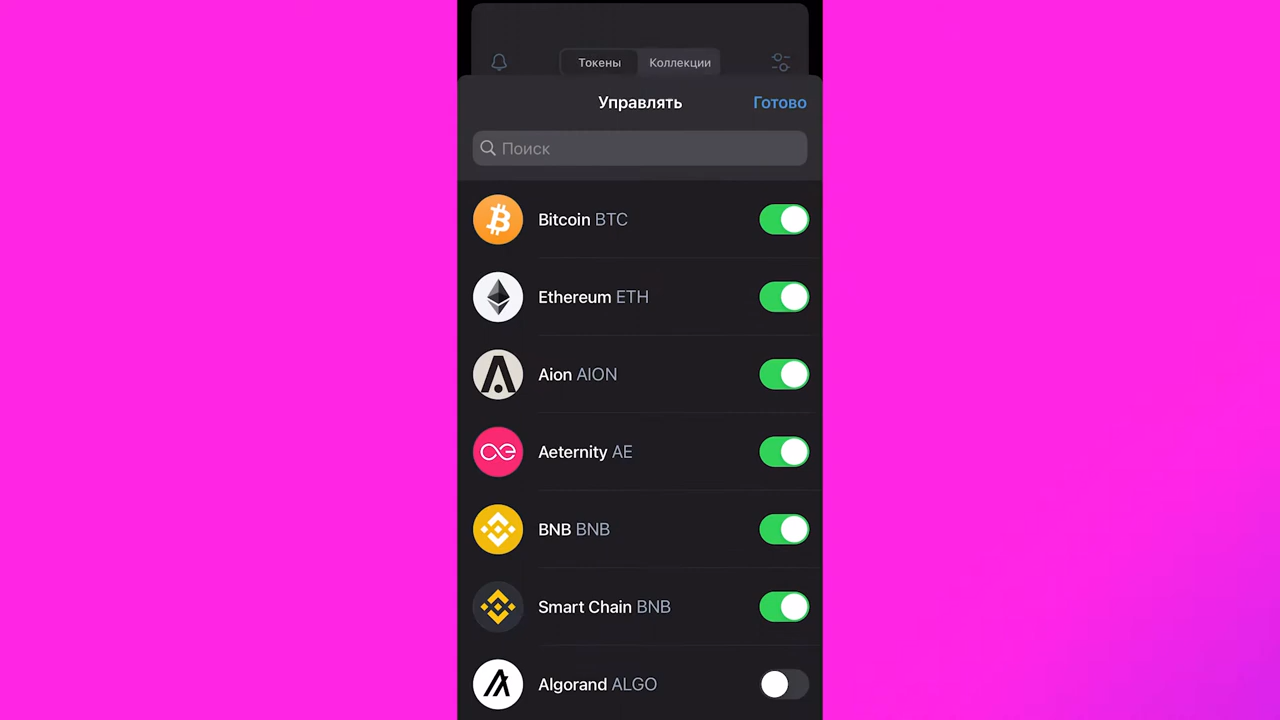 Токены Коллекции
Управлять Готово
Поиск
Bitcoin BTC
Ethereum ETH
Aion AION
Aeternity AE
BNB BNB
Smart Chain BNB
Algorand ALGO